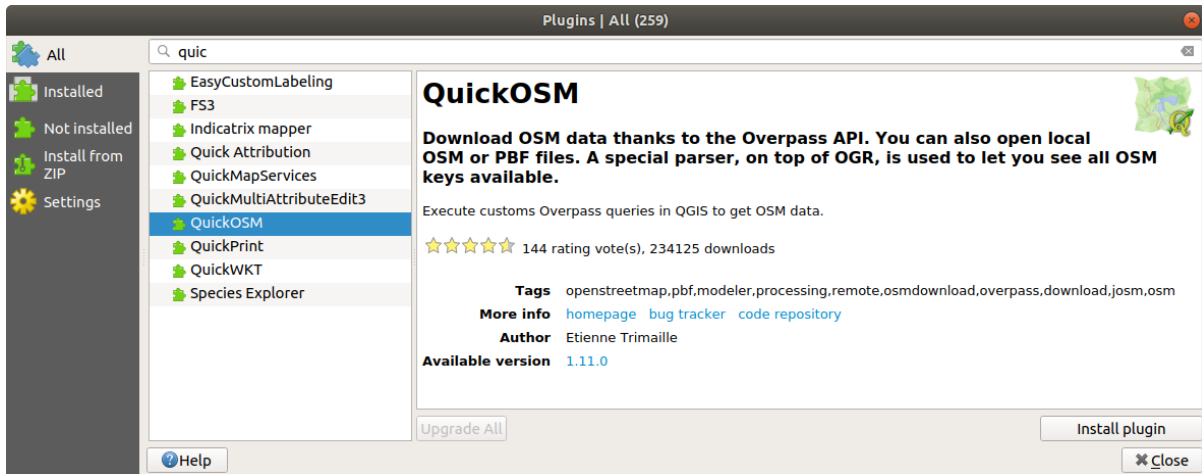 Plugins | All (259)
All
Installed
Not installed
Install from
ZIP
Settings
quic
EasyCustomLabeling
FS3
Indicatrix mapper
Quick Attribution
QuickMapServices
QuickMultiAttributeEdit3
QuickOSM
QuickPrint
QuickWKT
Species Explorer
QuickOSM
Download OSM data thanks to the Overpass API. You can also open local
OSM or PBF files. A special parser, on top of OGR, is used to let you see all OSM
keys available.
Execute customs Overpass queries in QGIS to get OSM data.
144 rating vote(s), 234125 downloads
Tags openstreetmap,pbf,modeler,processing,remote,osmdownload,overpass,download,josm,osm
More info homepage bug tracker code repository
Author Etienne Trimaille
Available version 1.11.0
Upgrade All
Install plugin
Help
Close